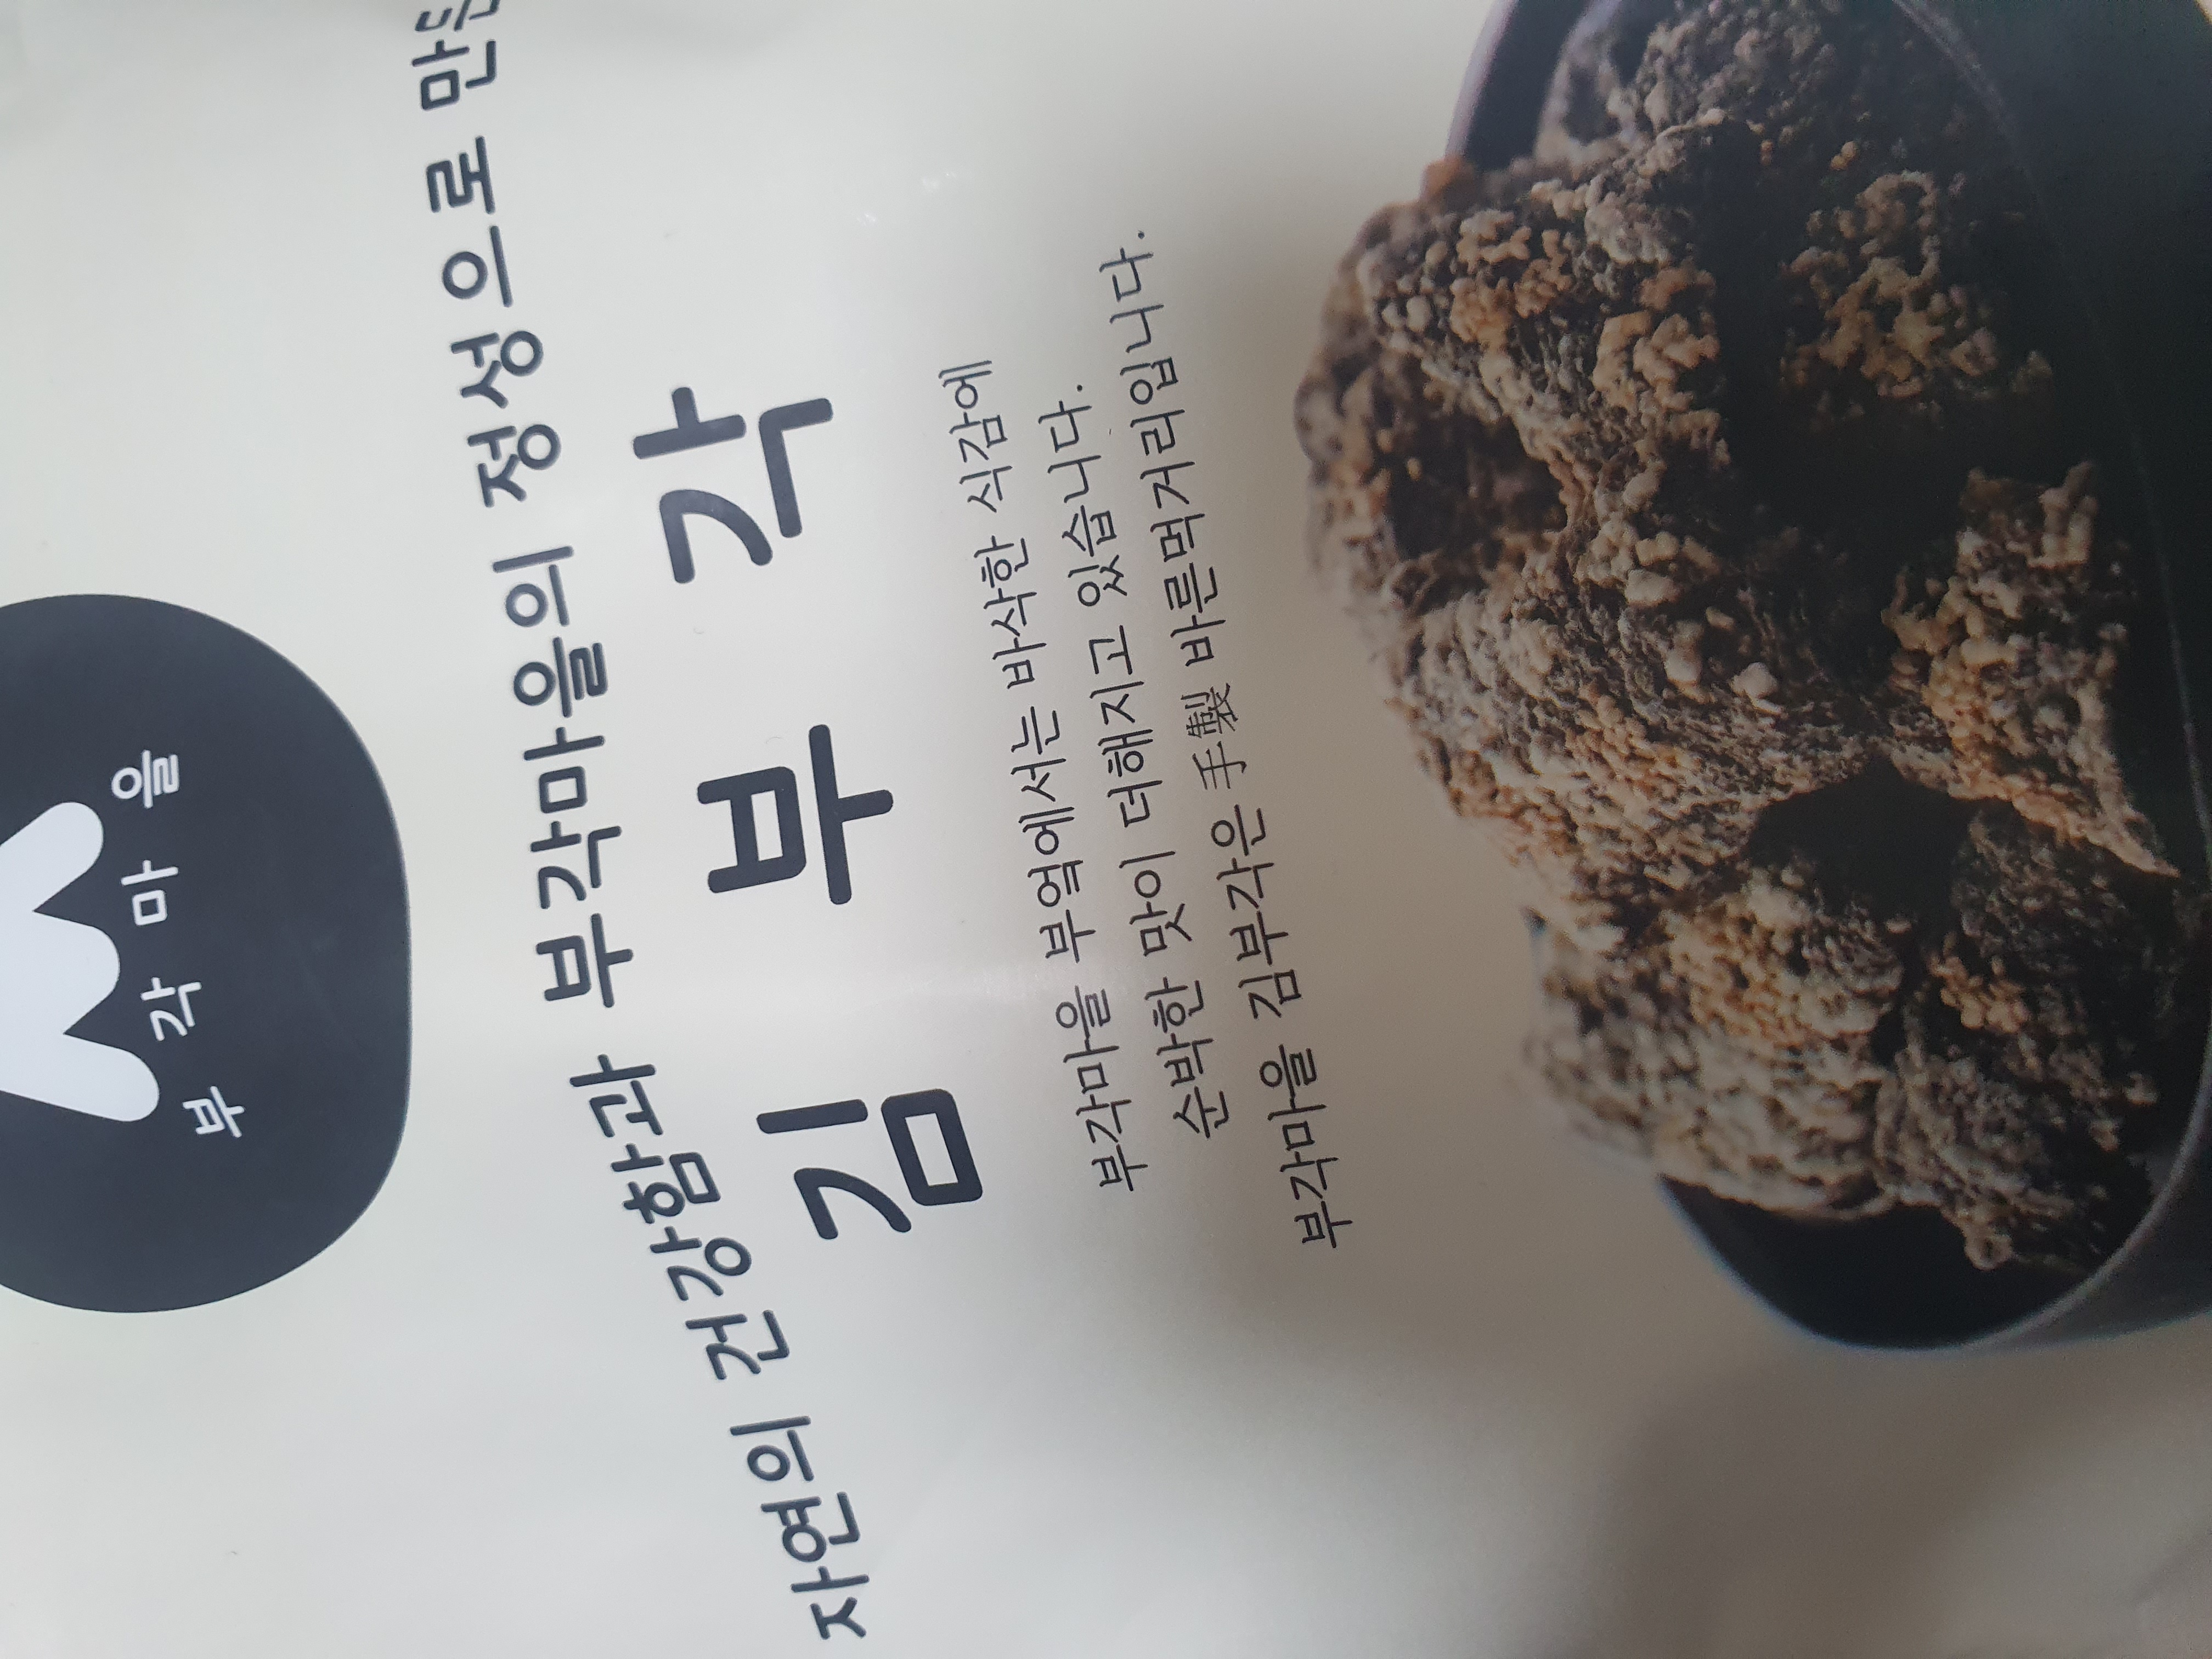 부각마을
자연의 건강함과 부각마을의 정성으로
김부각
부각마을 부엌에서는 바삭한 식감에
순박한 맛이 더해지고 있습니다.
부각마을 김부각은 手製 바른먹거리입니다.